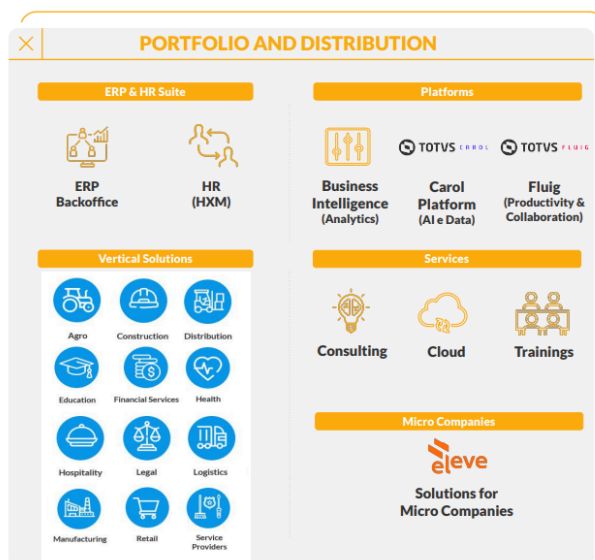 PORTFOLIO AND DISTRIBUTION
ERP & HR Suite
ERP
Backoffice
HR
(HXM)
Platforms
Business
Intelligence
(Analytics)
TOTVS CAROL
Carol
Platform
(AI e Data)
TOTVS FLUIG
Fluig
(Productivity &
Collaboration)
Vertical Solutions
Agro
Construction
Distribution
Education
Financial Services
Health
Hospitality
Legal
Logistics
Manufacturing
Retail
Service
Providers
Services
Consulting
Cloud
Trainings
Micro Companies
eleve
Solutions for
Micro Companies